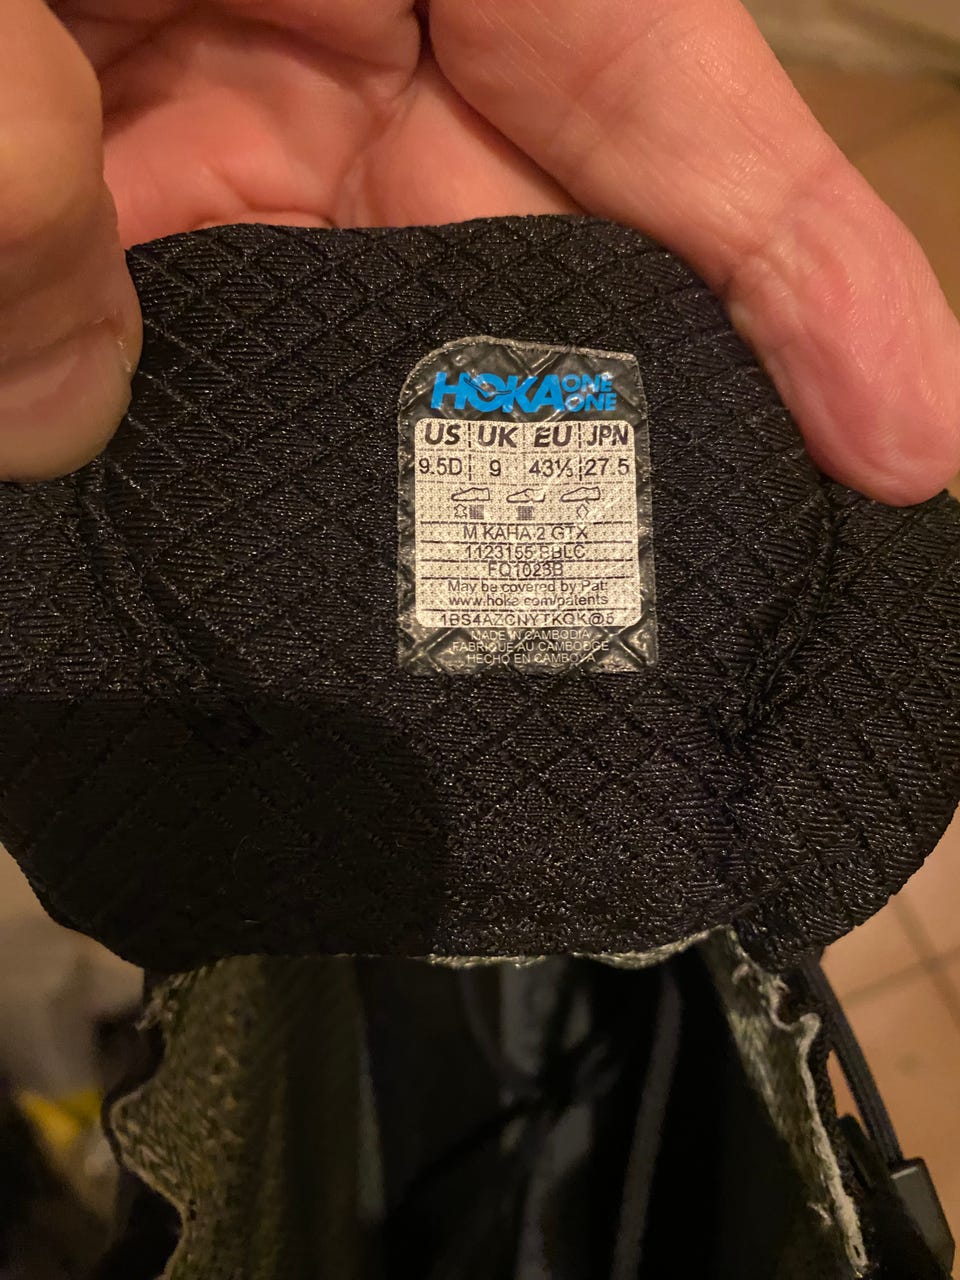 HOKA ONE ONE
US UK EU JPN
9.5D 9 43⅓ 27.5
M KAHA 2 GTX
1123155 BBLC
FQ1023B
May be covered by Pat:
www.hoka.com/patents
1BS4AZCNYTKQK@5
MADE IN CAMBODIA
FABRIQUÉ AU CAMBODGE
HECHO EN CAMBOYA